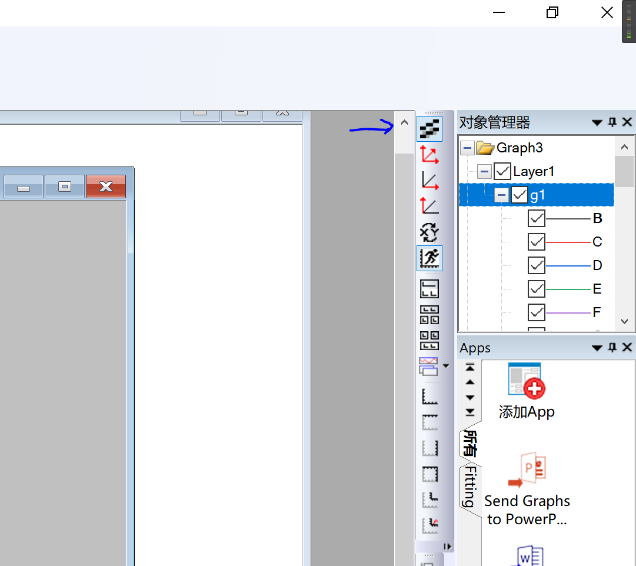 对象管理器
Graph3
Layer1
g1
B
C
D
E
F
Apps
添加App
所有
Fitting
Send Graphs
to PowerP...